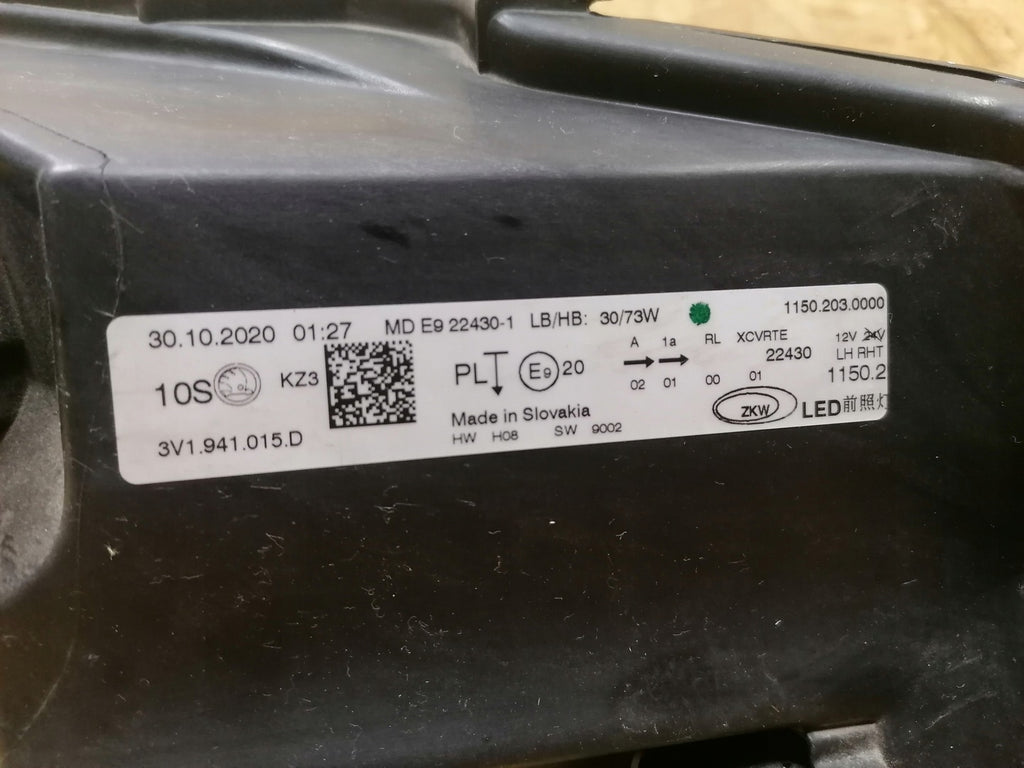 30.10.2020 01:27 MD E9 22430-1 LB/HB: 30/73W 1150.203.0000
10S KZ3 PL E9 20 A 1a RL XCVRTE 12V 24V
22430 LH RHT
02 01 00 01 1150.2
3V1.941.015.D Made in Slovakia ZKW LED前照灯
HW H08 SW 9002